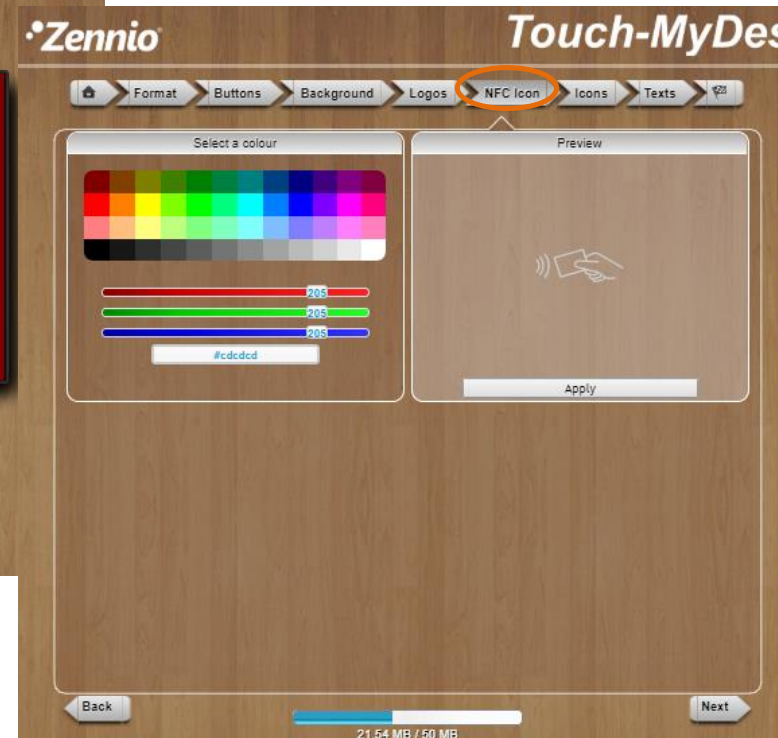 Zennio
Touch-MyDes
Format Buttons Background Logos NFC Icon Icons Texts
Select a colour
Preview
205
205
205
#cdcdcd
Apply
Back
Next
21.54 MB / 50 MB